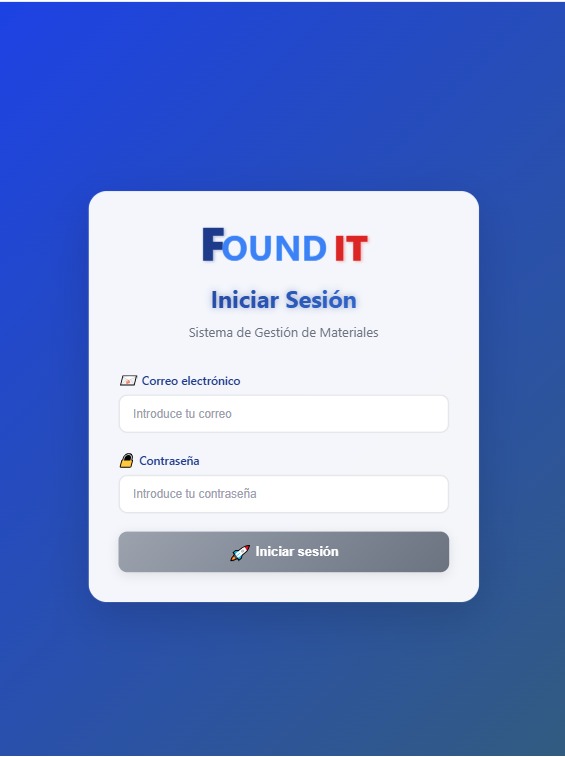 FOUND IT
Iniciar Sesión
Sistema de Gestión de Materiales
Correo electrónico
Introduce tu correo
Contraseña
Introduce tu contraseña
Iniciar sesión